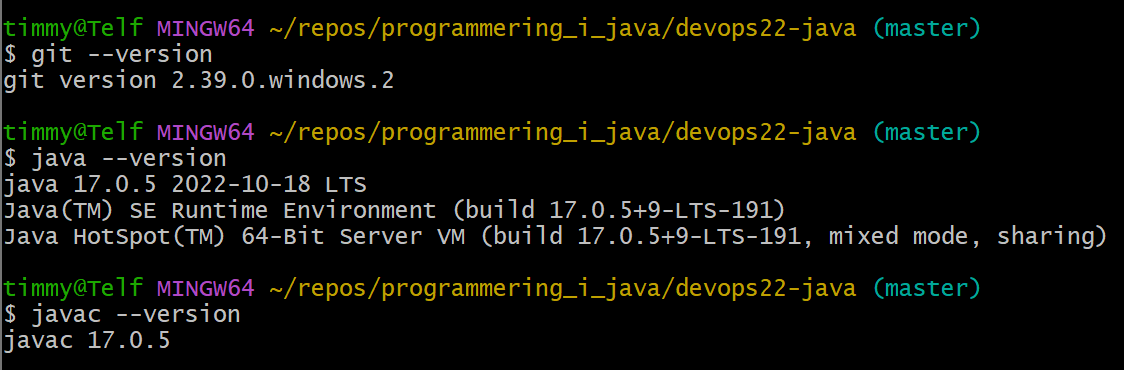 timmy@Telf MINGW64 ~/repos/programmering_i_java/devops22-java (master)
$ git --version
git version 2.39.0.windows.2
timmy@Telf MINGW64 ~/repos/programmering_i_java/devops22-java (master)
$ java --version
java 17.0.5 2022-10-18 LTS
Java(TM) SE Runtime Environment (build 17.0.5+9-LTS-191)
Java HotSpot(TM) 64-Bit Server VM (build 17.0.5+9-LTS-191, mixed mode, sharing)
timmy@Telf MINGW64 ~/repos/programmering_i_java/devops22-java (master)
$ javac --version
javac 17.0.5